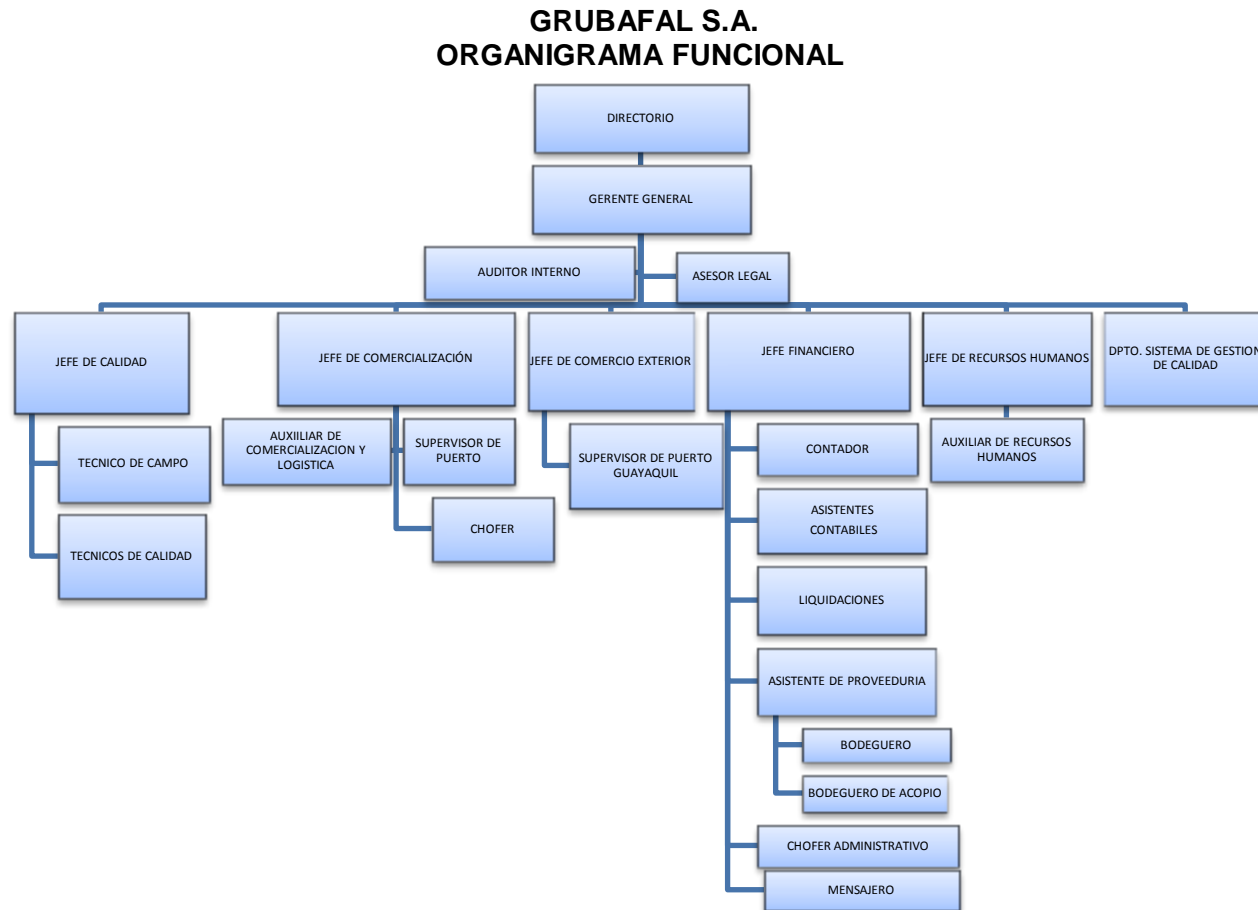 GRUBAFAL S.A.
ORGANIGRAMA FUNCIONAL
DIRECTORIO
GERENTE GENERAL
AUDITOR INTERNO
ASESOR LEGAL
JEFE DE CALIDAD
JEFE DE COMERCIALIZACIÓN
JEFE DE COMERCIO EXTERIOR
JEFE FINANCIERO
JEFE DE RECURSOS HUMANOS
DPTO. SISTEMA DE GESTION
DE CALIDAD
TECNICO DE CAMPO
TECNICOS DE CALIDAD
AUXIILIAR DE
COMERCIALIZACION Y
LOGISTICA
SUPERVISOR DE
PUERTO
CHOFER
SUPERVISOR DE PUERTO
GUAYAQUIL
CONTADOR
ASISTENTES
CONTABILES
LIQUIDACIONES
ASISTENTE DE PROVEEDURIA
BODEGUERO
BODEGUERO DE ACOPIO
CHOFER ADMINISTRATIVO
MENSAJERO
AUXILIAR DE RECURSOS
HUMANOS